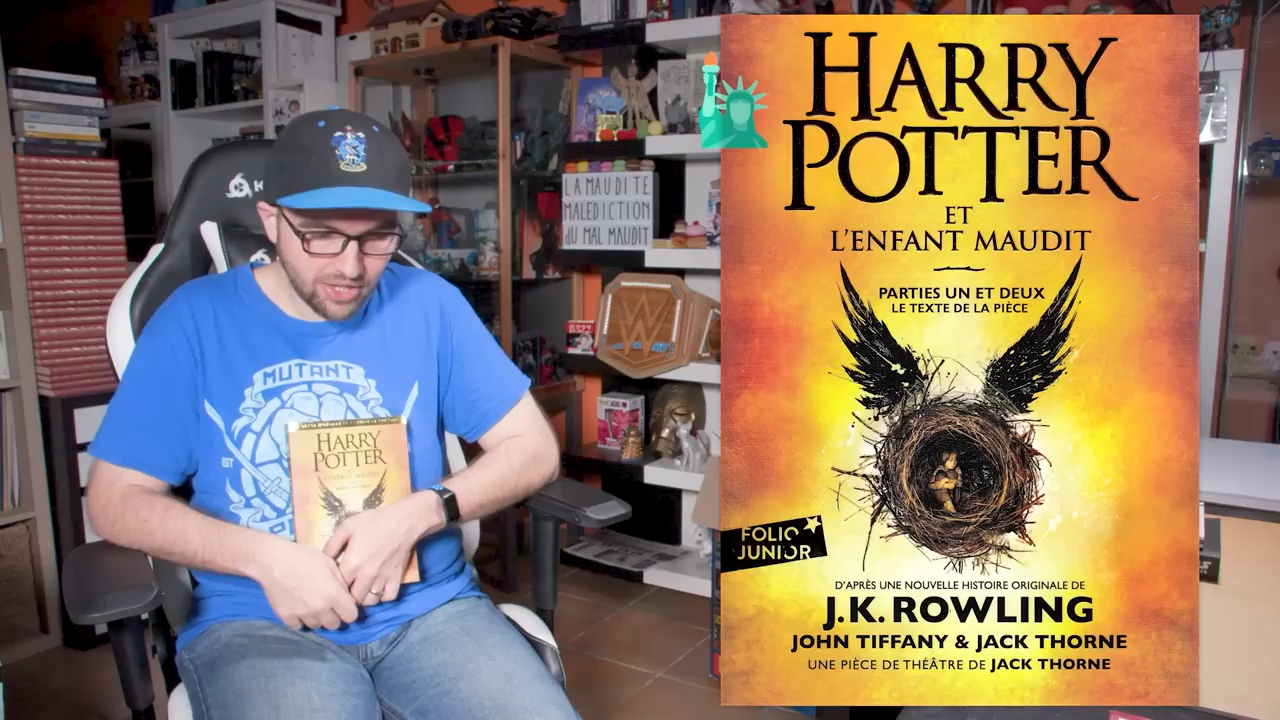 HARRY
POTTER
ET
L'ENFANT MAUDIT
PARTIES UN ET DEUX
LE TEXTE DE LA PIÈCE
FOLIO
JUNIOR
D'APRÈS UNE NOUVELLE HISTOIRE ORIGINALE DE
J.K. ROWLING
JOHN TIFFANY & JACK THORNE
UNE PIÈCE DE THÉÂTRE DE JACK THORNE
LA MAUDITE
MALEDICTION
dU MAL MAUDIT
MUTANT
EST
HARRY
POTTER
K